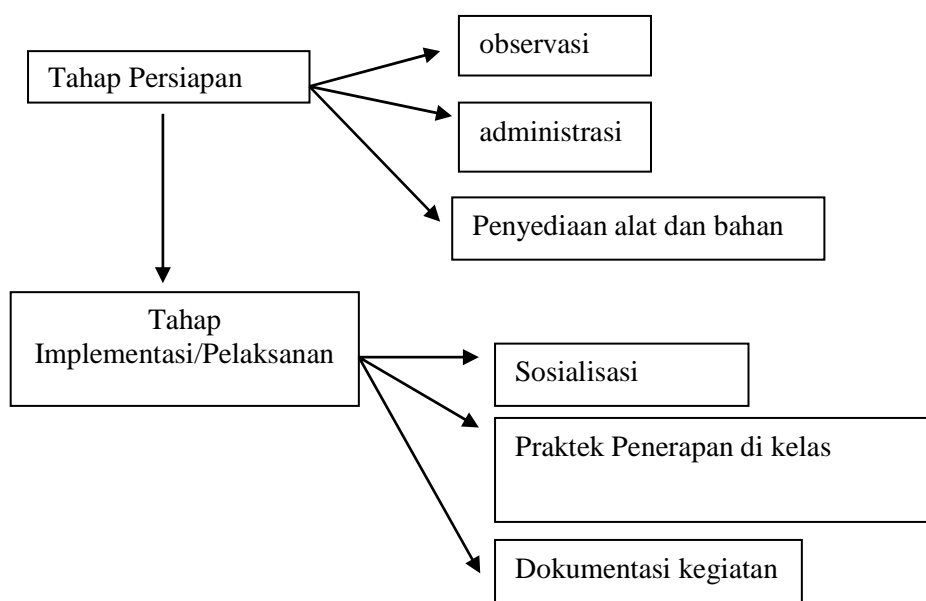 Tahap Persiapan
observasi
administrasi
Penyediaan alat dan bahan
Tahap
Implementasi/Pelaksanan
Sosialisasi
Praktek Penerapan di kelas
Dokumentasi kegiatan